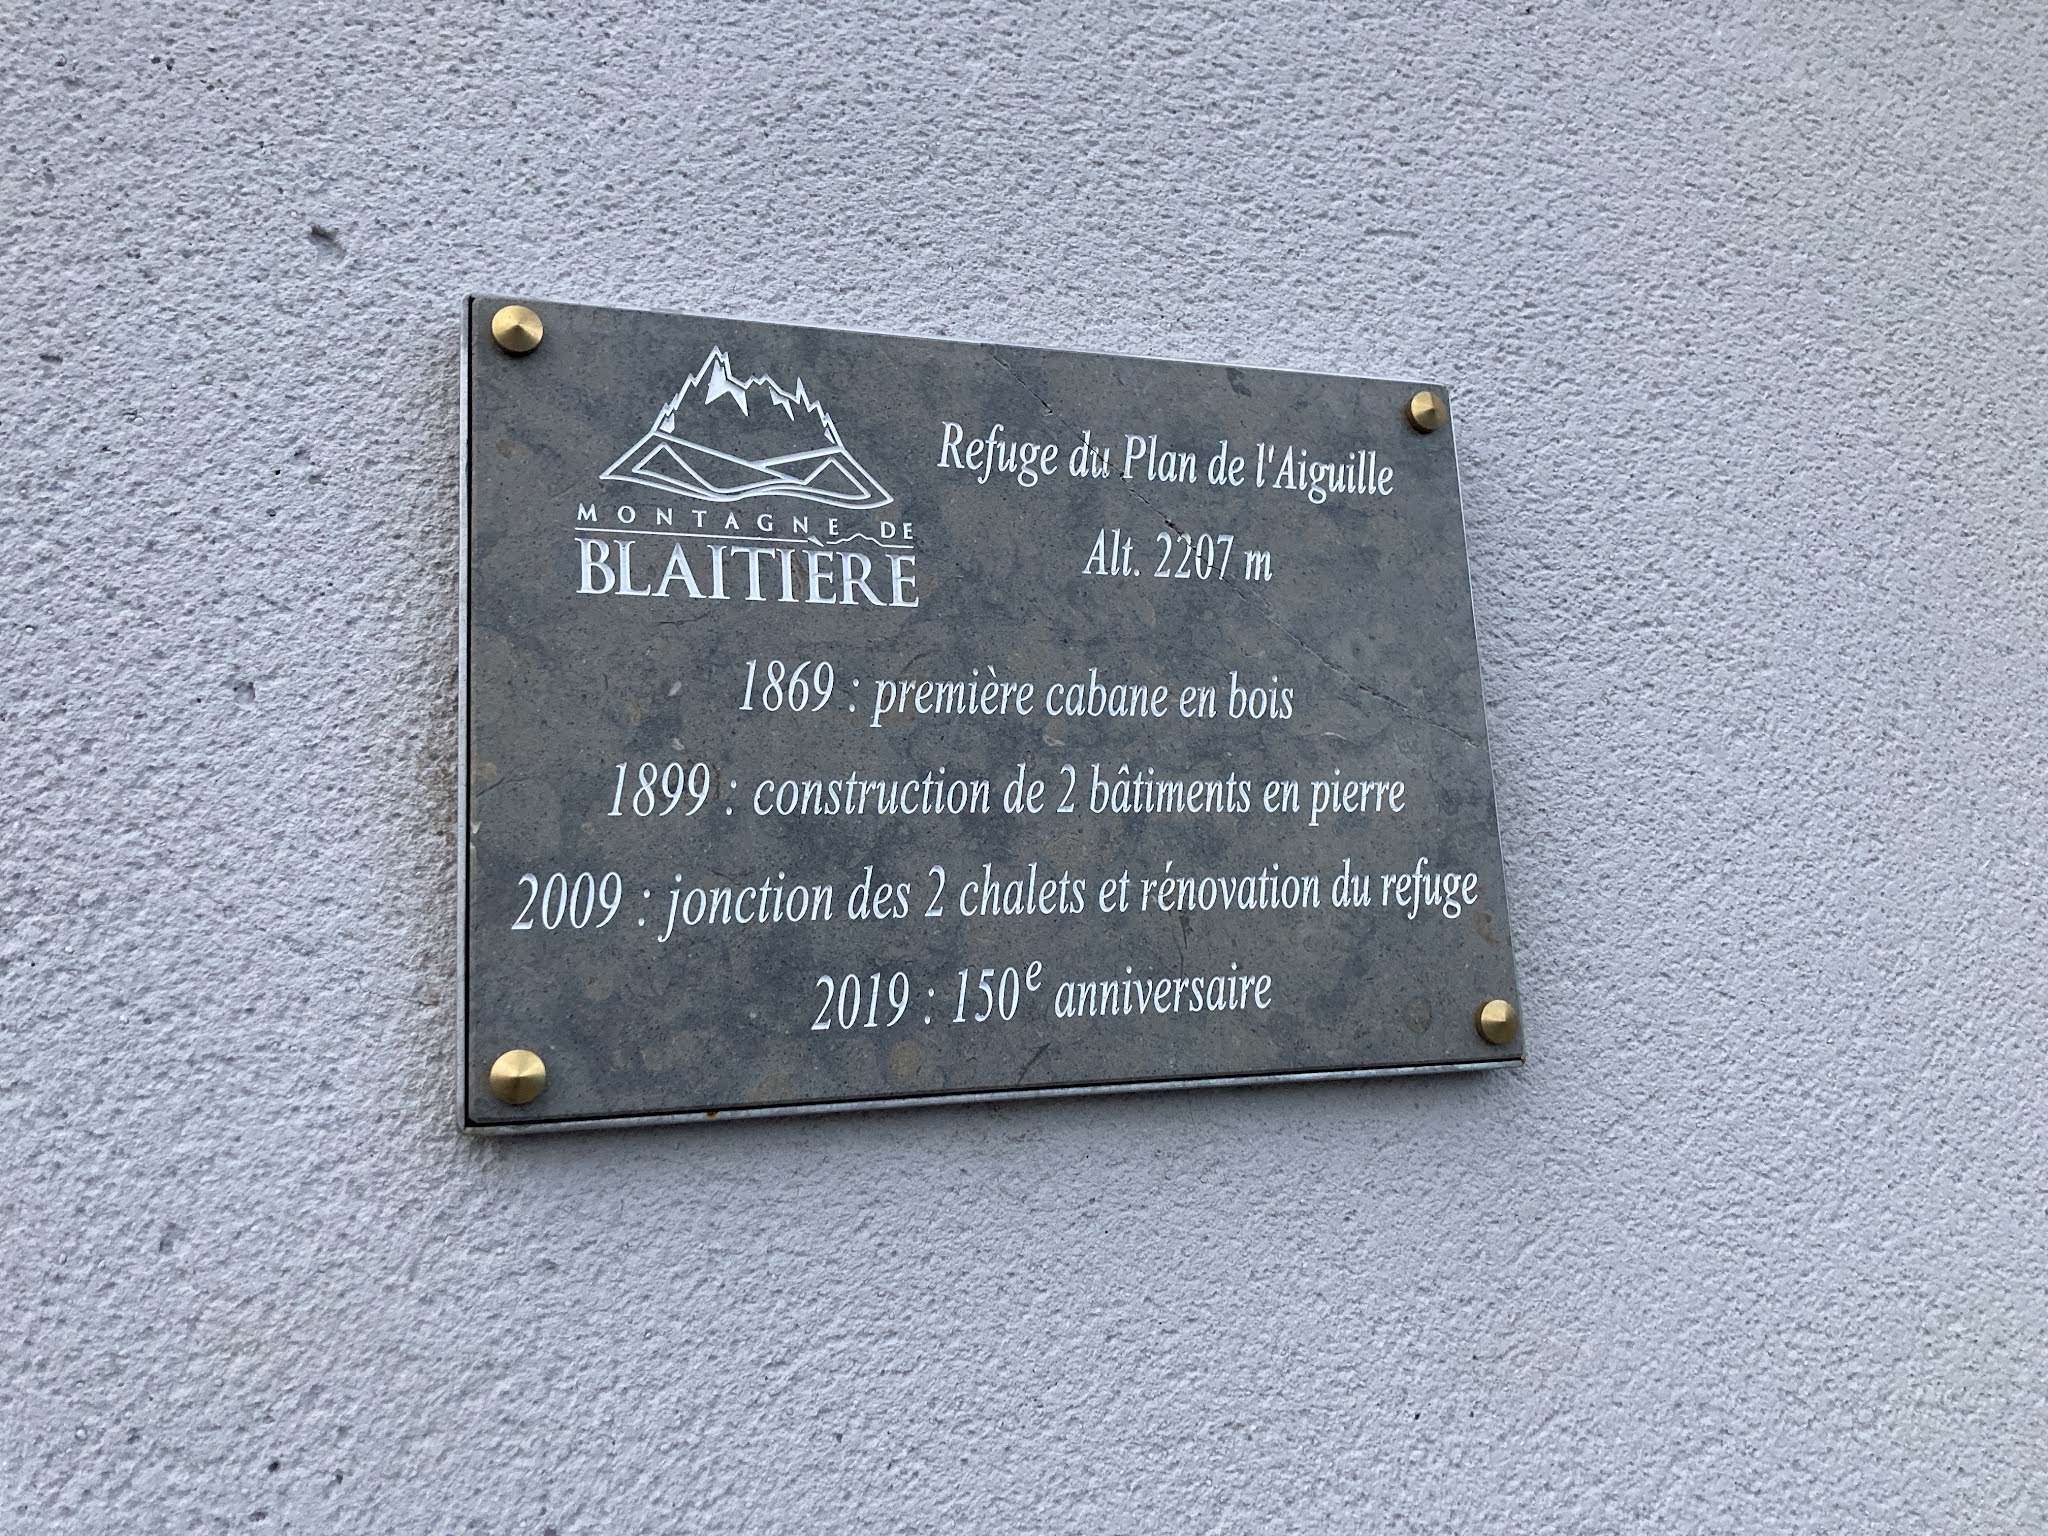 MONTAGNE DE
BLAITIÈRE
Refuge du Plan de l'Aiguille
Alt. 2207 m
1869 : première cabane en bois
1899 : construction de 2 bâtiments en pierre
2009 : jonction des 2 chalets et rénovation du refuge
2019 : 150e anniversaire